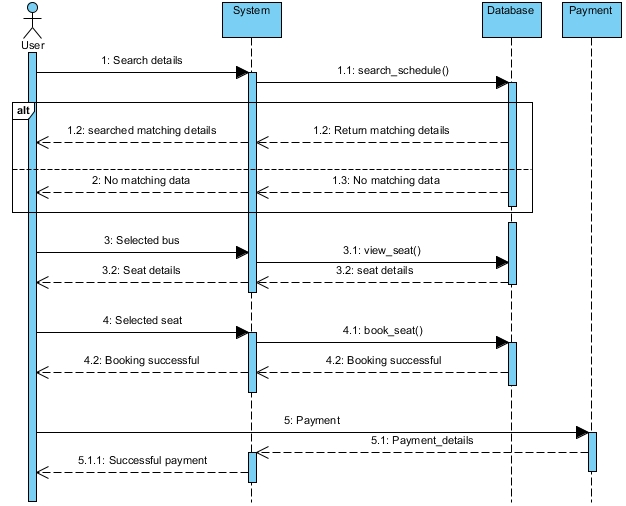 System
Database
Payment
User
1: Search details
1.1: search_schedule()
alt
1.2: searched matching details
1.2: Return matching details
2: No matching data
1.3: No matching data
3: Selected bus
3.1: view_seat()
3.2: Seat details
3.2: seat details
4: Selected seat
4.1: book_seat()
4.2: Booking successful
4.2: Booking successful
5: Payment
5.1: Payment_details
5.1.1: Successful payment